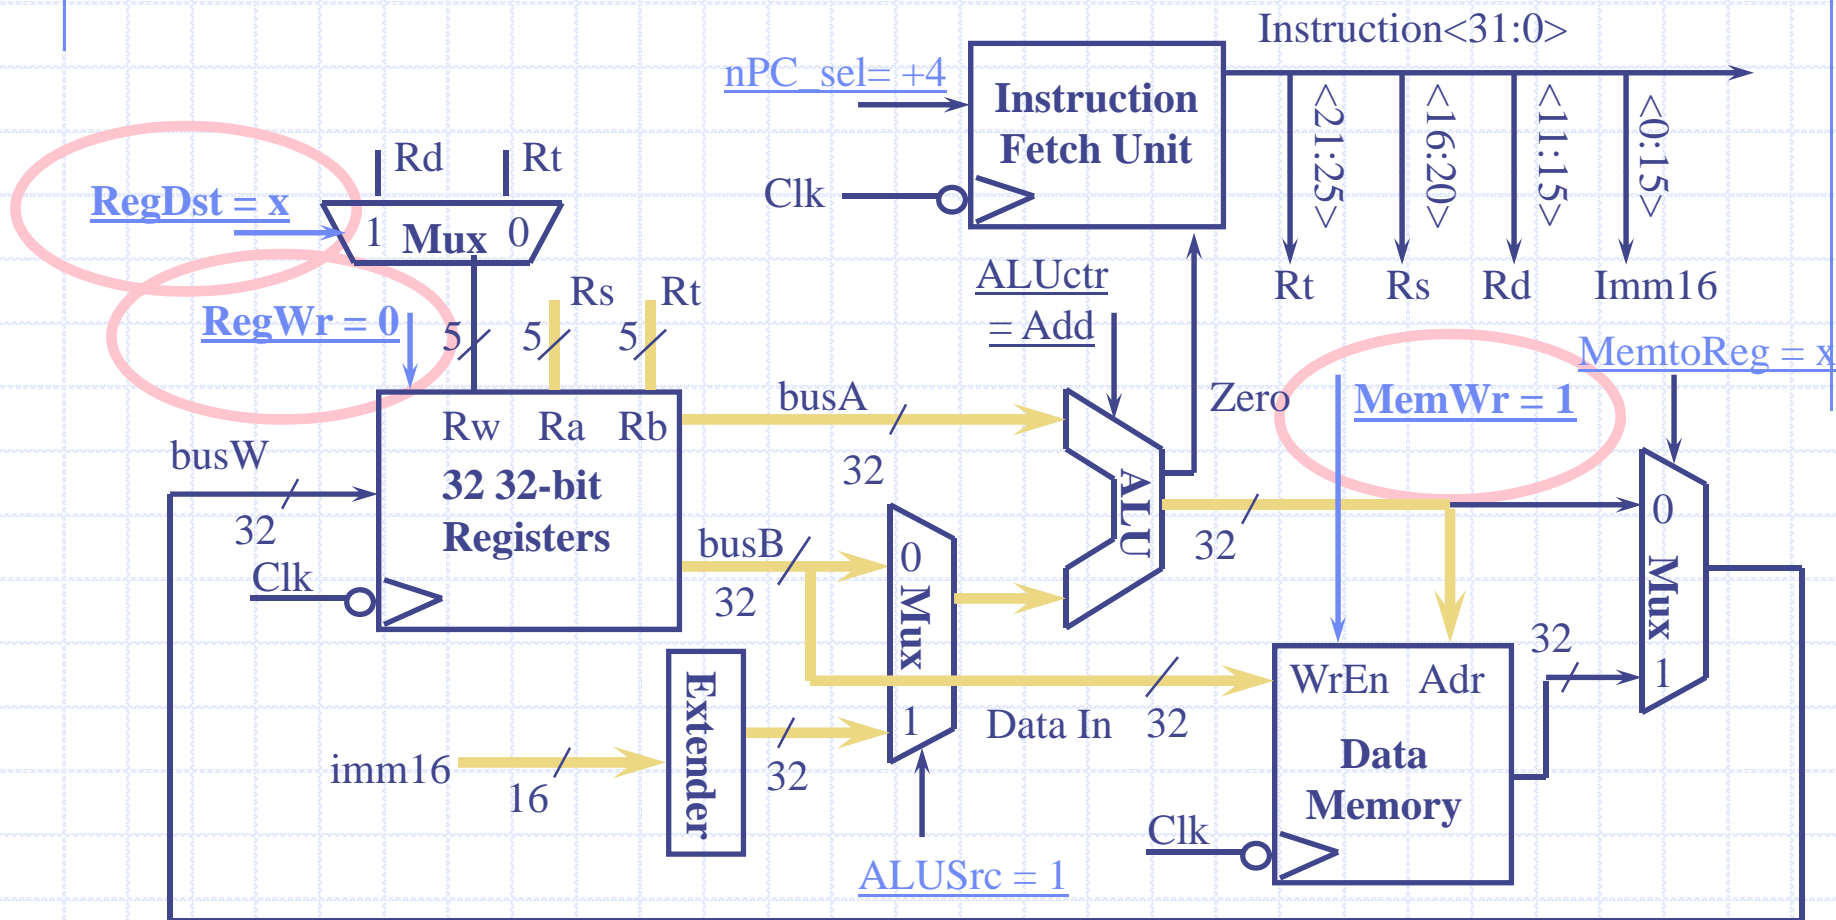 Instruction<31:0>
nPC_sel= +4
Instruction
Fetch Unit
Clk
<21:25>
<16:20>
<11:15>
<0:15>
Rt
Rs
Rd
Imm16
Rd
Rt
RegDst = x
1
Mux
0
RegWr = 0
5
5
5
Rs
Rt
ALUctr
= Add
Zero
MemWr = 1
MemtoReg = x
busA
32
busW
32
Rw
Ra
Rb
32 32-bit
Registers
Clk
busB
32
0
Mux
1
ALU
32
0
Mux
1
32
WrEn
Adr
Data
Memory
Clk
Data In
32
Extender
imm16
16
32
ALUSrc = 1